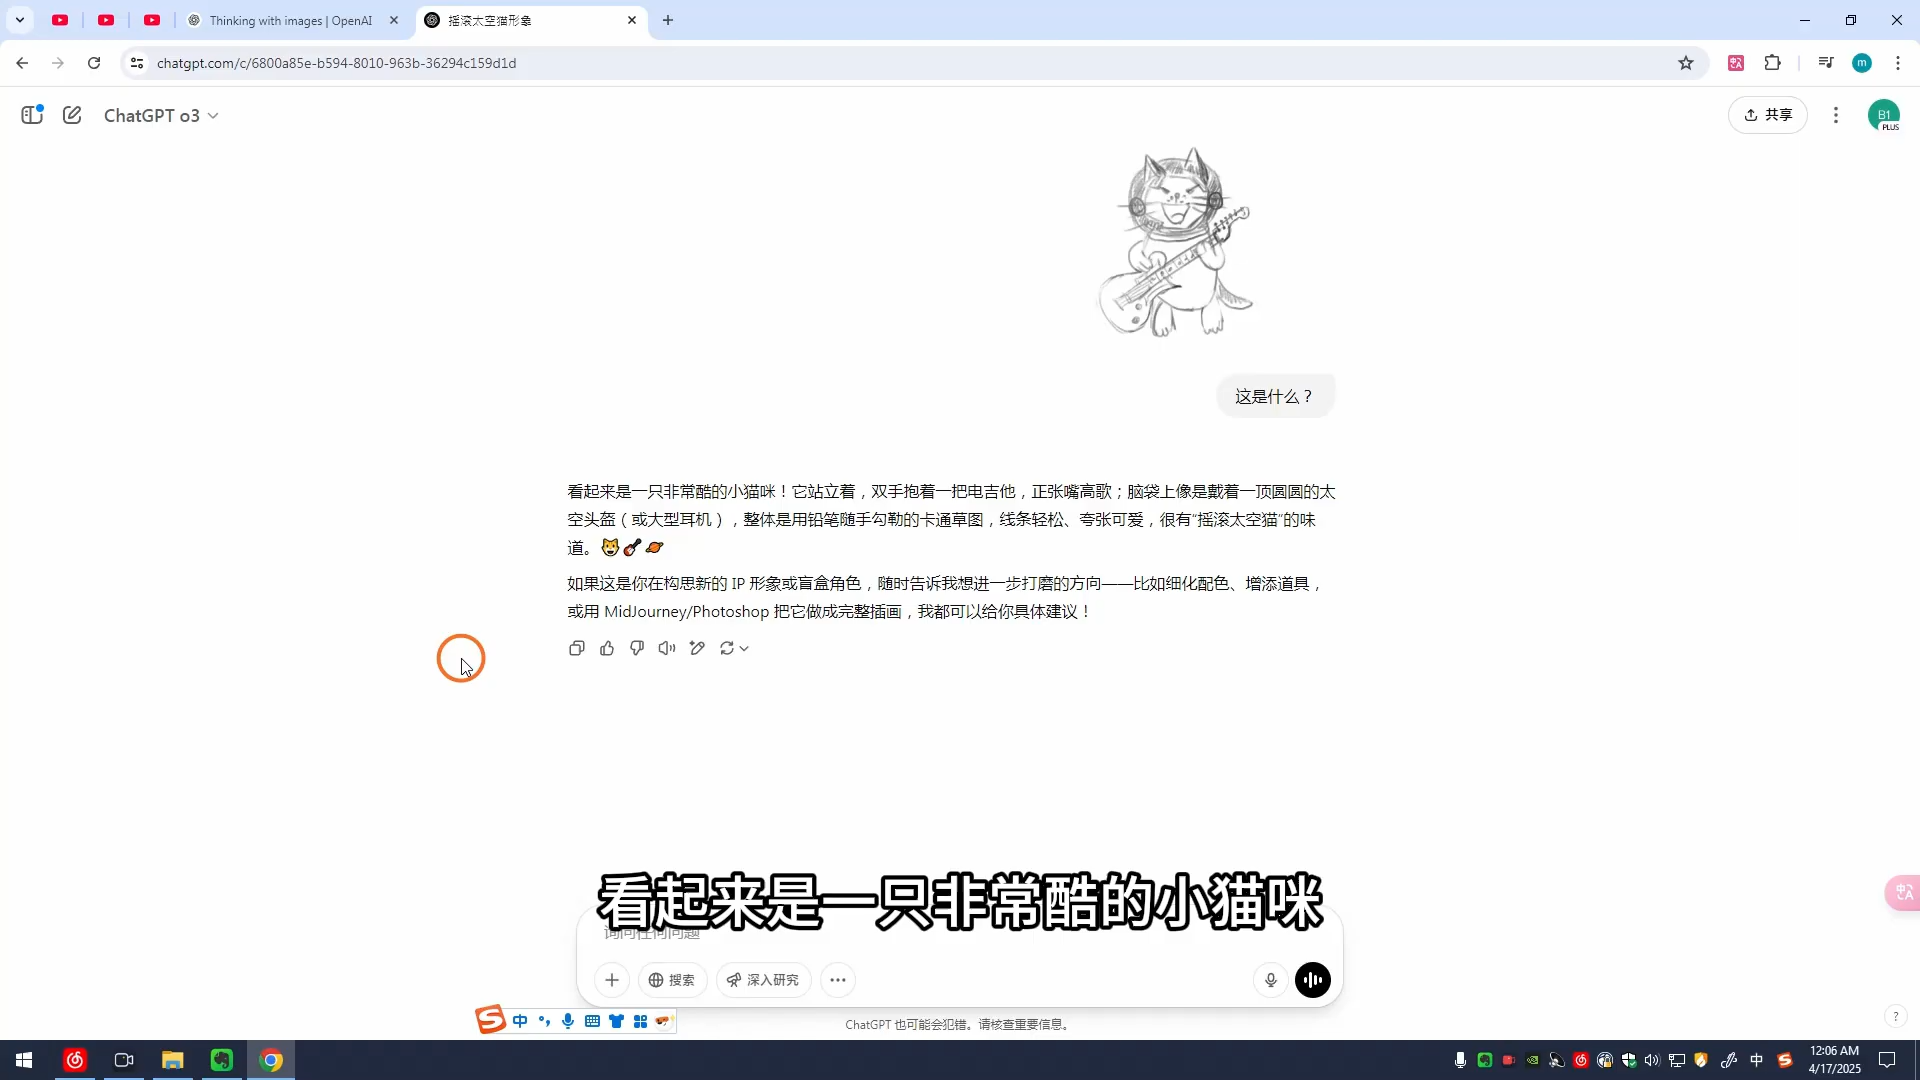 Thinking with images | OpenAI
摇滚太空猫形象
chatgpt.com/c/6800a85e-b594-8010-963b-36294c159d1d
m
ChatGPT o3
共享
B1
PLUS
这是什么？
看起来是一只非常酷的小猫咪！它站立着，双手抱着一把电吉他，正张嘴高歌；脑袋上像是戴着一顶圆圆的太
空头盔（或大型耳机），整体是用铅笔随手勾勒的卡通草图，线条轻松、夸张可爱，很有“摇滚太空猫”的味
道。😺🎸🪐
如果这是你在构思新的 IP 形象或盲盒角色，随时告诉我想进一步打磨的方向——比如细化配色、增添道具，
或用 MidJourney/Photoshop 把它做成完整插画，我都可以给你具体建议！
看起来是一只非常酷的小猫咪
询问任何问题
搜索
深入研究
中
ChatGPT 也可能会犯错。请核查重要信息。
?
中
12:06 AM
4/17/2025